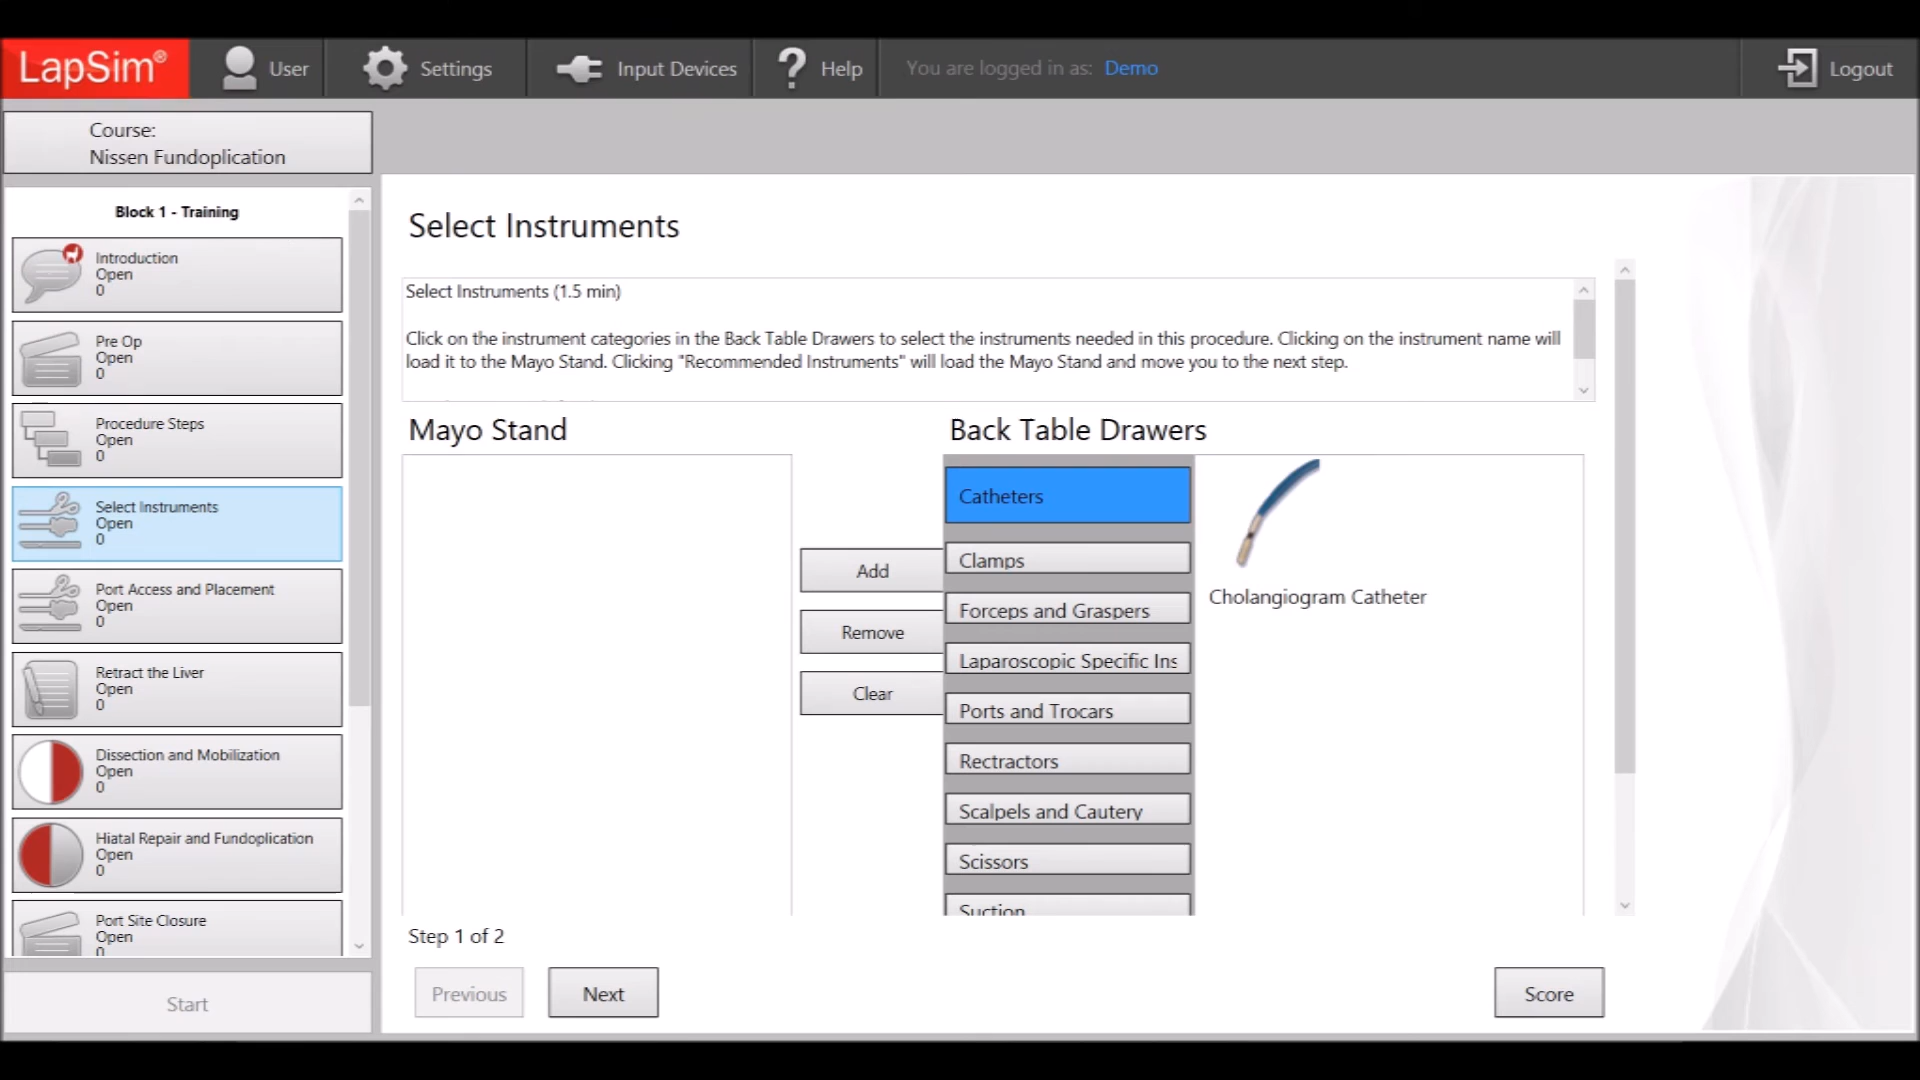 LapSim®
User
Settings
Input Devices
Help
You are logged in as: Demo
Logout
Course:
Nissen Fundoplication
Block 1 - Training
Introduction
Open
0
Pre Op
Open
0
Procedure Steps
Open
0
Select Instruments
Open
0
Port Access and Placement
Open
0
Retract the Liver
Open
0
Dissection and Mobilization
Open
0
Hiatal Repair and Fundoplication
Open
0
Port Site Closure
Open
0
Start
Select Instruments
Select Instruments (1.5 min)
Click on the instrument categories in the Back Table Drawers to select the instruments needed in this procedure. Clicking on the instrument name will
load it to the Mayo Stand. Clicking "Recommended Instruments" will load the Mayo Stand and move you to the next step.
Mayo Stand
Back Table Drawers
Add
Remove
Clear
Catheters
Clamps
Forceps and Graspers
Laparoscopic Specific Ins
Ports and Trocars
Rectractors
Scalpels and Cautery
Scissors
Suction
Cholangiogram Catheter
Step 1 of 2
Previous
Next
Score